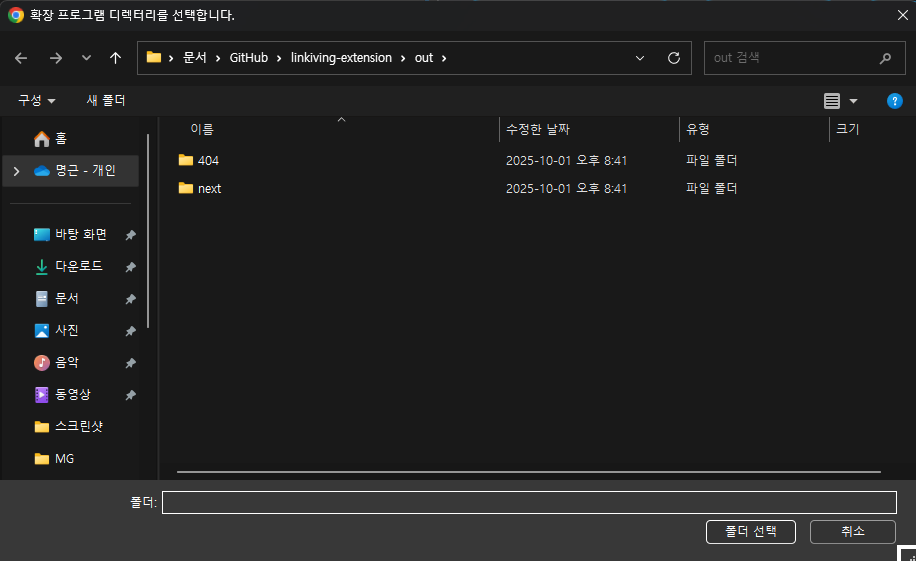 확장 프로그램 디렉터리를 선택합니다.
문서 GitHub linkiving-extension out
out 검색
구성 새 폴더
?
홈
명근 - 개인
바탕 화면
다운로드
문서
사진
음악
동영상
스크린샷
MG
이름 수정한 날짜 유형 크기
404 2025-10-01 오후 8:41 파일 폴더
next 2025-10-01 오후 8:41 파일 폴더
폴더:
폴더 선택 취소